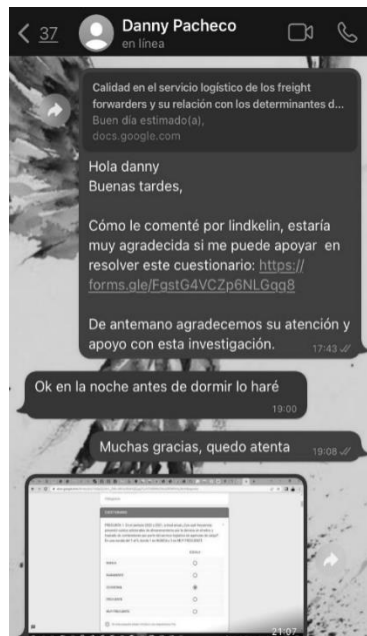 37
Danny Pacheco
en línea
Calidad en el servicio logístico de los freight
forwarders y su relación con los determinantes d...
Buen día estimado(a),
docs.google.com
Hola danny
Buenas tardes,
Cómo le comenté por lindkelin, estaría
muy agradecida si me puede apoyar en
resolver este cuestionario: https://
forms.gle/FgstG4VCZp6NLGqg8
De antemano agradecemos su atención y
apoyo con esta investigación. 17:43
Ok en la noche antes de dormir lo haré
19:00
Muchas gracias, quedo atenta 19:08
21:07